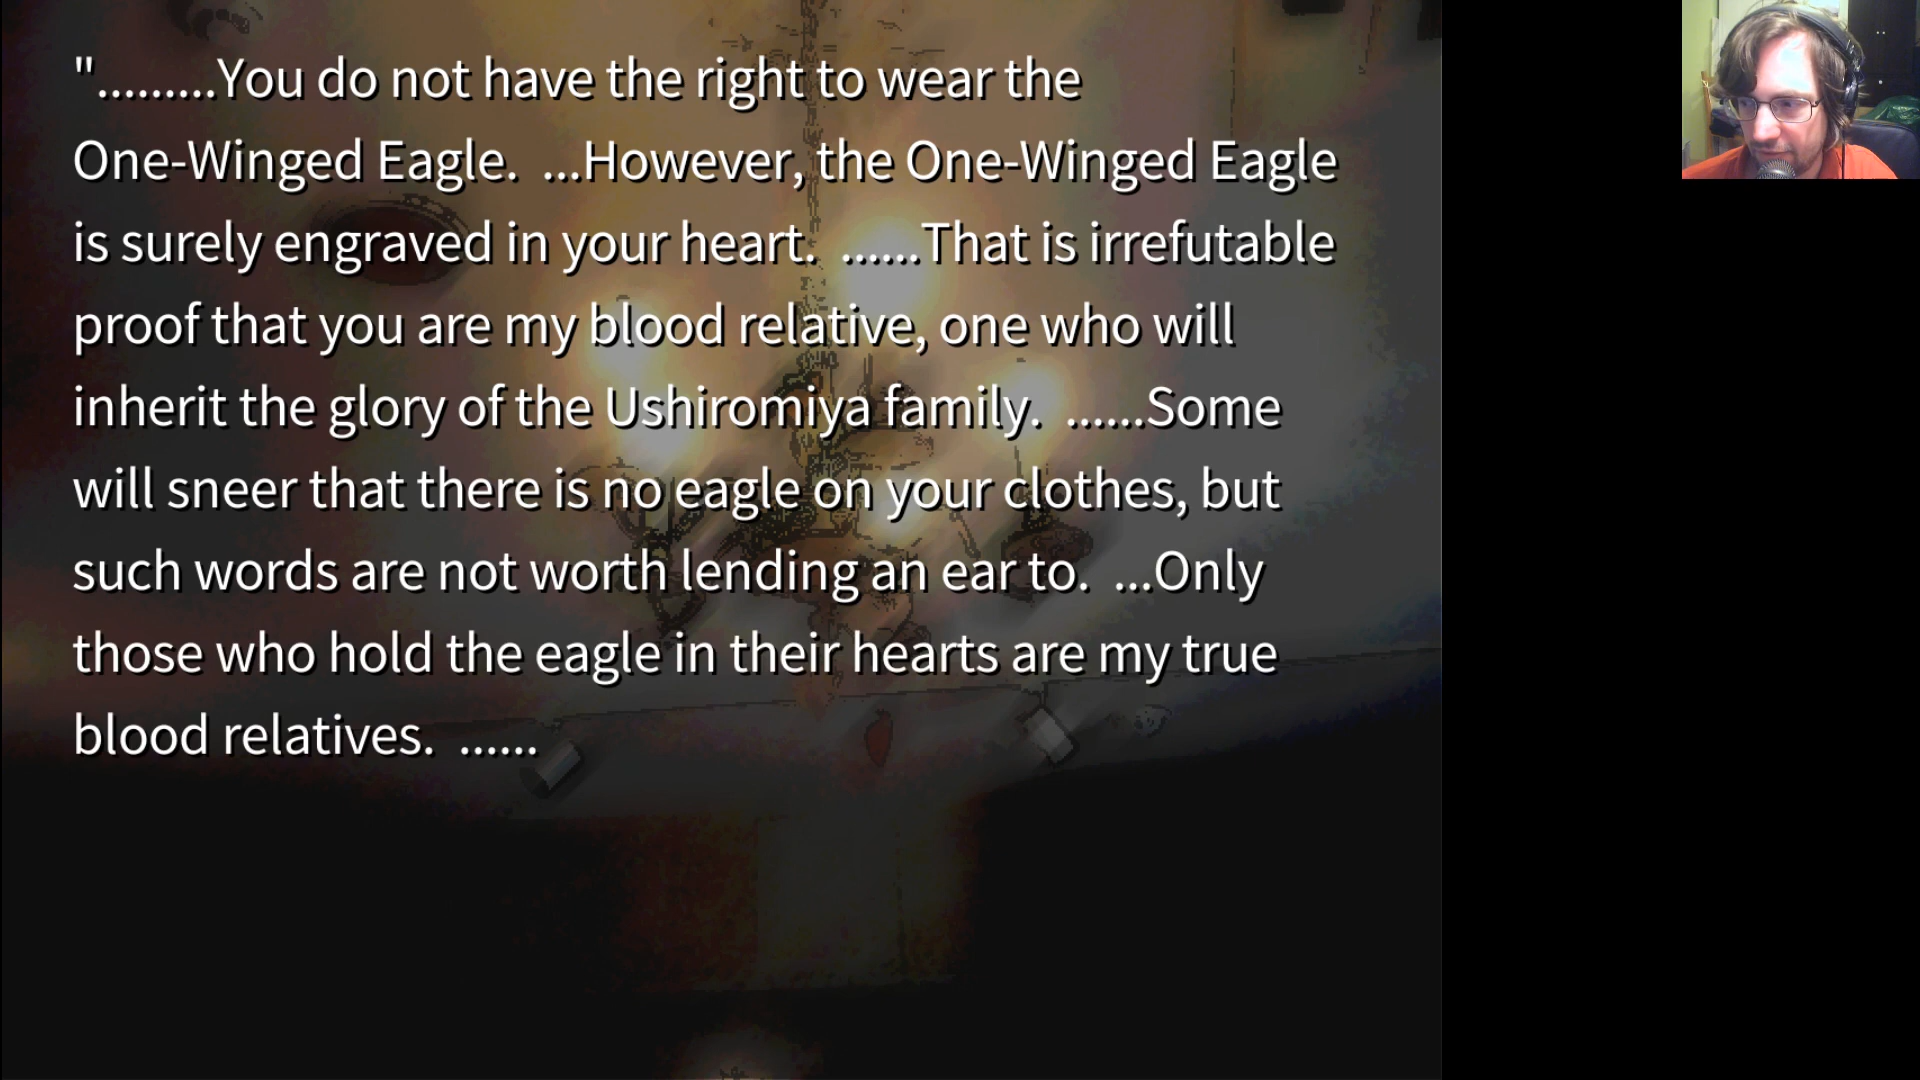 ".........You do not have the right to wear the
One-Winged Eagle.  ...However, the One-Winged Eagle
is surely engraved in your heart.  ......That is irrefutable
proof that you are my blood relative, one who will
inherit the glory of the Ushiromiya family.  ......Some
will sneer that there is no eagle on your clothes, but
such words are not worth lending an ear to.  ...Only
those who hold the eagle in their hearts are my true
blood relatives.  ......